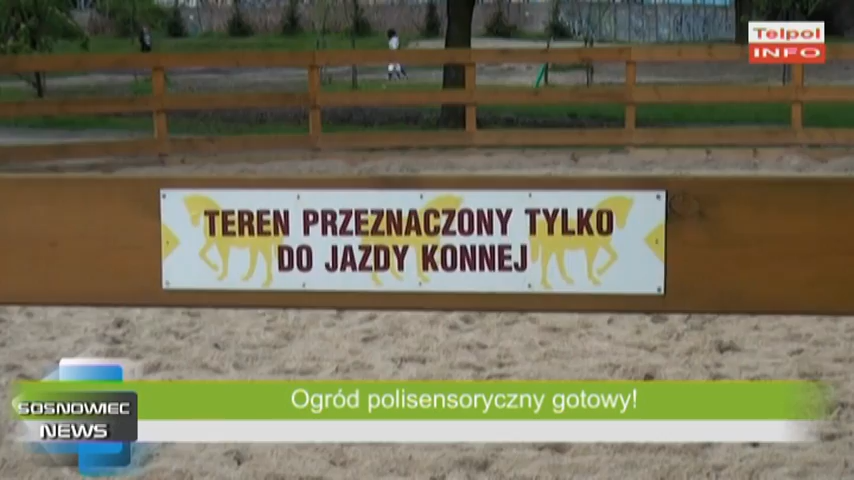 Telpol
INFO
TEREN PRZEZNACZONY TYLKO
DO JAZDY KONNEJ
Ogród polisensoryczny gotowy!
SOSNOWIEC
NEWS